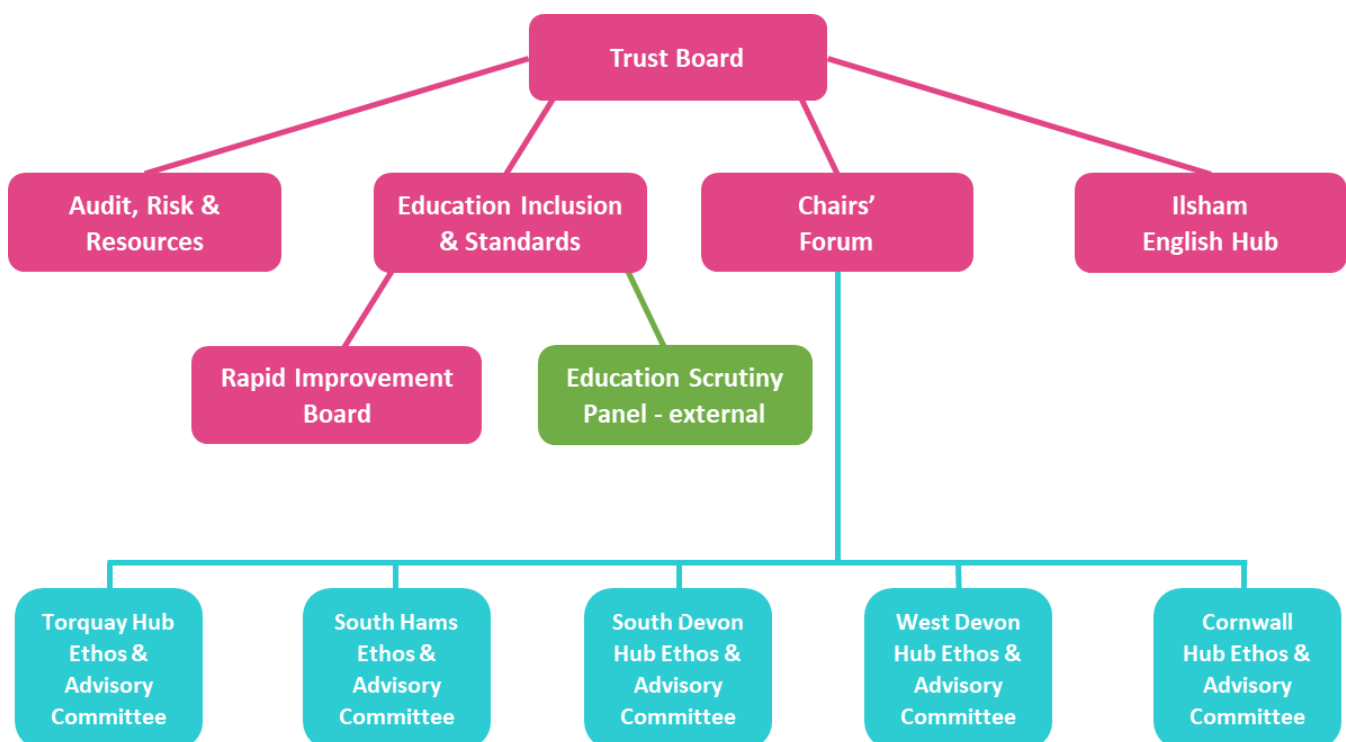 Trust Board
Audit, Risk &
Resources
Education Inclusion
& Standards
Chairs’
Forum
Ilsham
English Hub
Rapid Improvement
Board
Education Scrutiny
Panel - external
Torquay Hub
Ethos &
Advisory
Committee
South Hams
Ethos &
Advisory
Committee
South Devon
Hub Ethos &
Advisory
Committee
West Devon
Hub Ethos &
Advisory
Committee
Cornwall
Hub Ethos &
Advisory
Committee